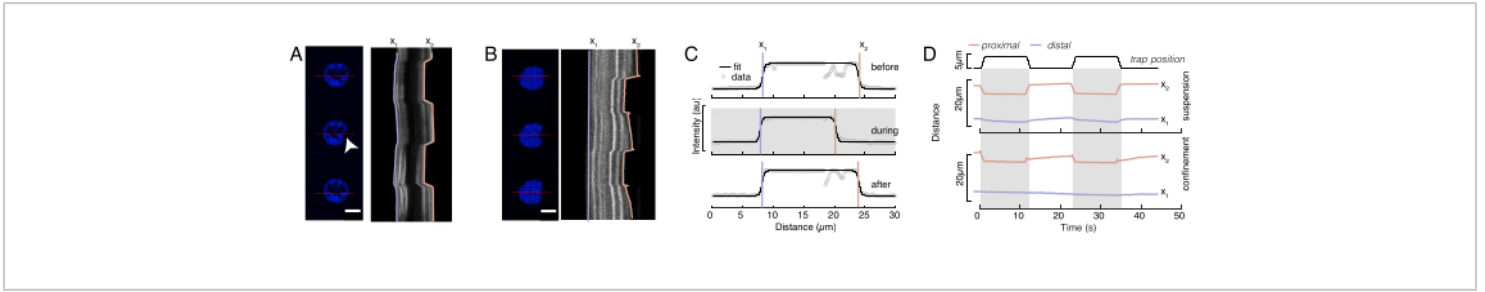 A
x₁ x₂
B
x₁ x₂
C
x₁ x₂
fit
data
before
during
after
Intensity (au)
0 5 10 15 20 25 30
Distance (μm)
D
proximal distal
5μm
trap position
20μm
x₂
x₁
suspension
Distance
20μm
x₂
x₁
confinement
0 10 20 30 40 50
Time (s)